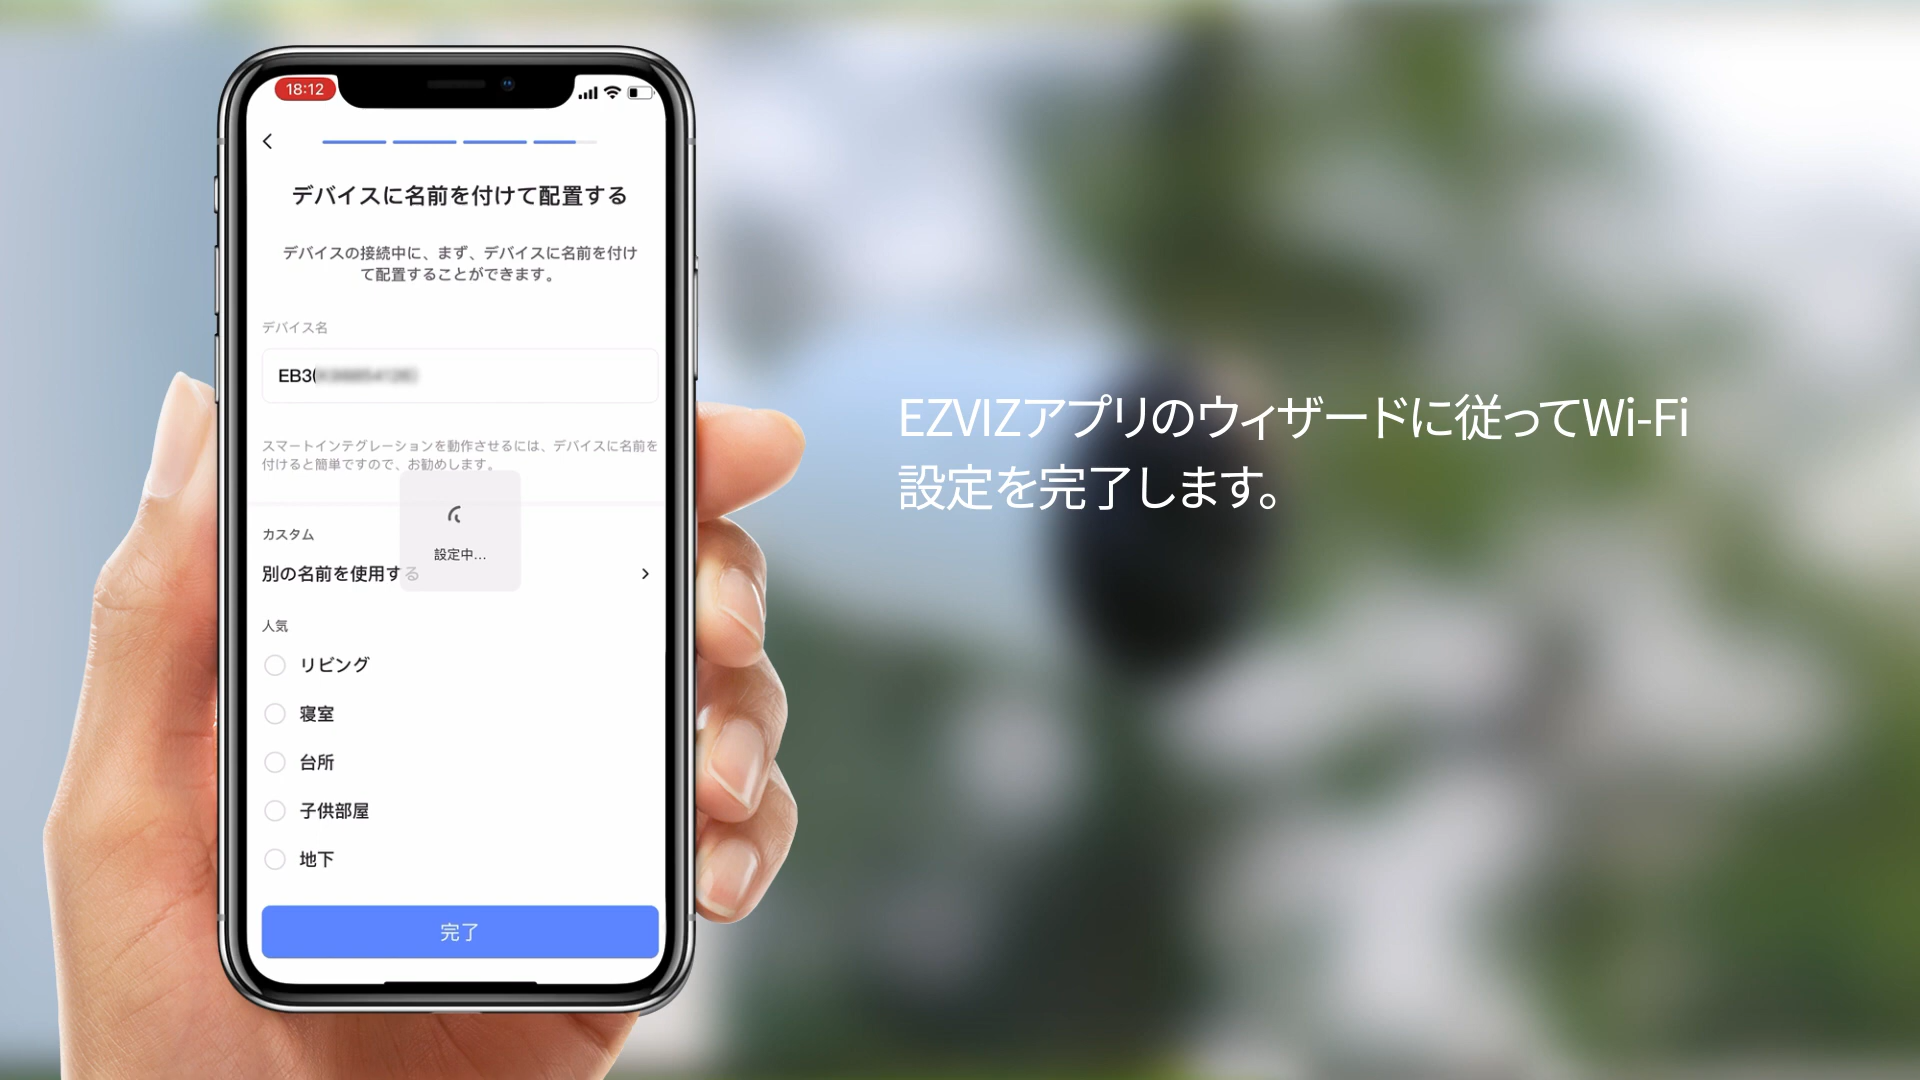 18:12
デバイスに名前を付けて配置する
デバイスの接続中に、まず、デバイスに名前を付け
て配置することができます。
デバイス名
EB3(
スマートインテグレーションを動作させるには、デバイスに名前を
付けると簡単ですので、お勧めします。
設定中...
カスタム
別の名前を使用する
人気
リビング
寝室
台所
子供部屋
地下
完了
EZVIZアプリのウィザードに従ってWi-Fi
設定を完了します。